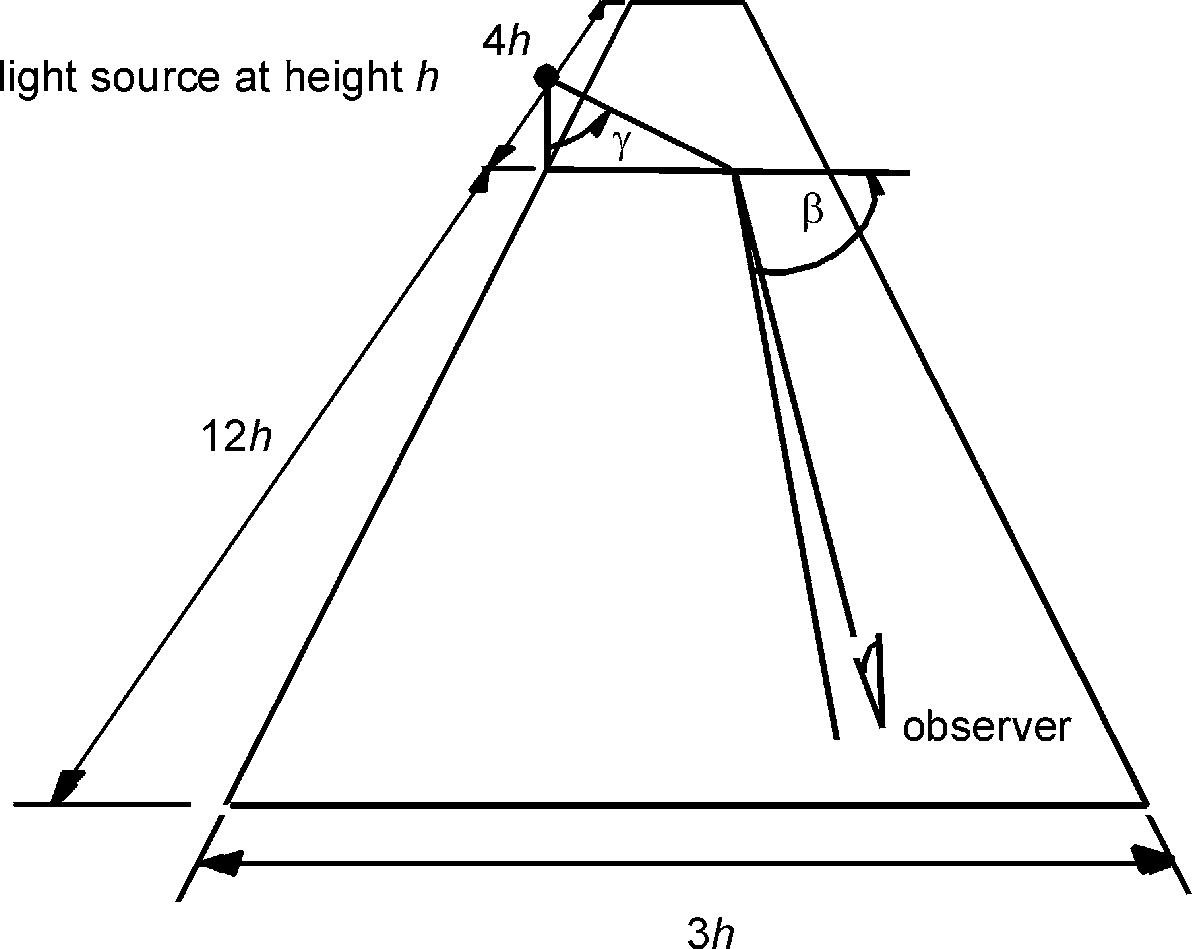 4h
light source at height h
γ
β
12h
observer
3h